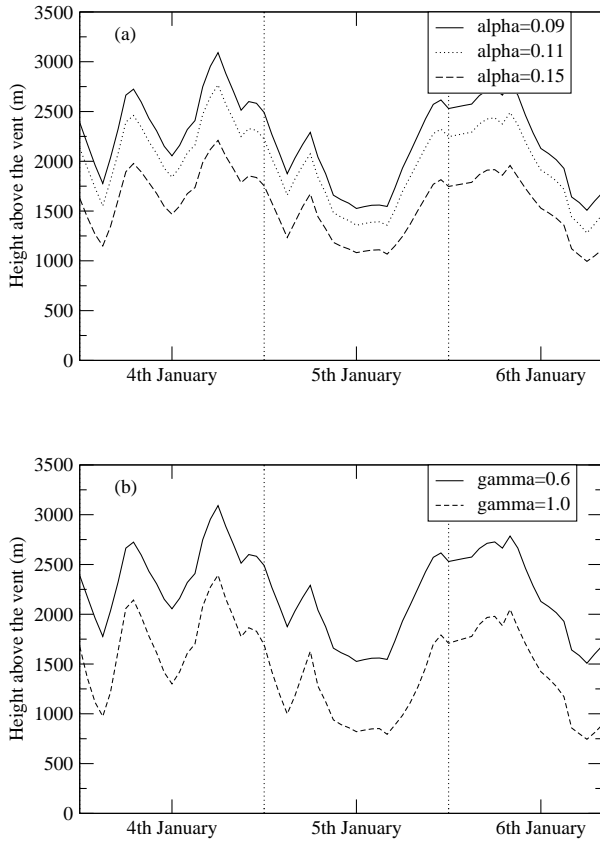 (a)
alpha=0.09
alpha=0.11
alpha=0.15
Height above the vent (m)
3500
3000
2500
2000
1500
1000
500
0
4th January
5th January
6th January
(b)
gamma=0.6
gamma=1.0
Height above the vent (m)
3500
3000
2500
2000
1500
1000
500
0
4th January
5th January
6th January